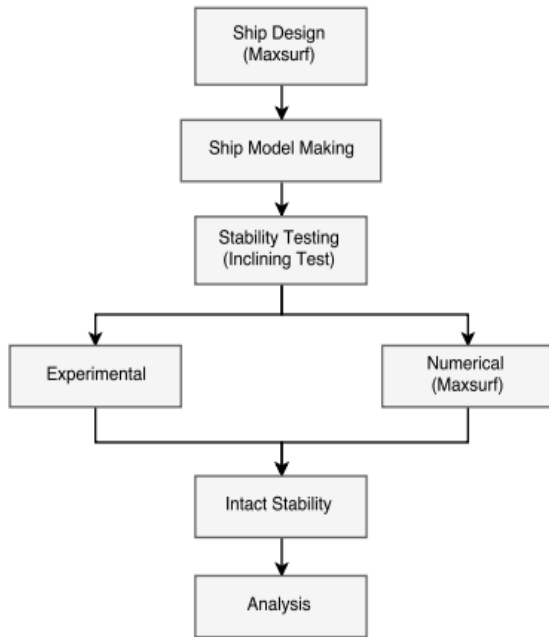 Ship Design
(Maxsurf)
Ship Model Making
Stability Testing
(Inclining Test)
Experimental
Numerical
(Maxsurf)
Intact Stability
Analysis